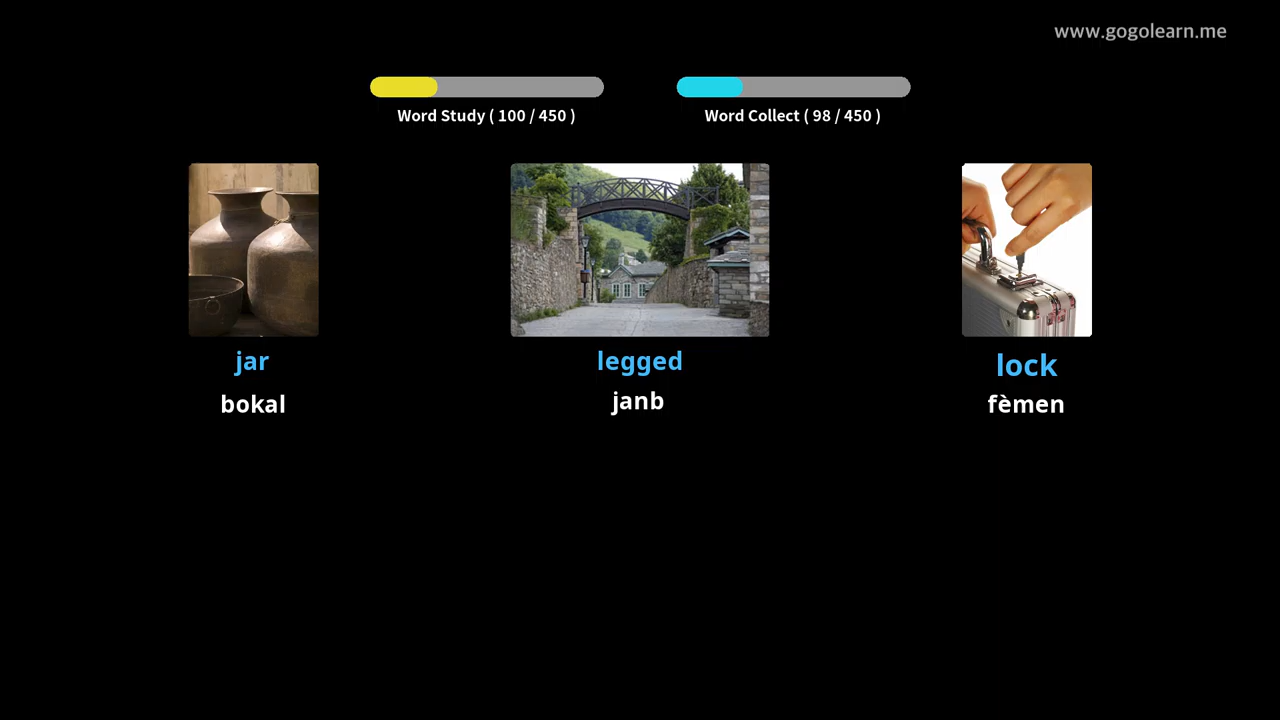 www.gogolearn.me
Word Study ( 100 / 450 )
Word Collect ( 98 / 450 )
jar
legged
lock
bokal
janb
fèmen